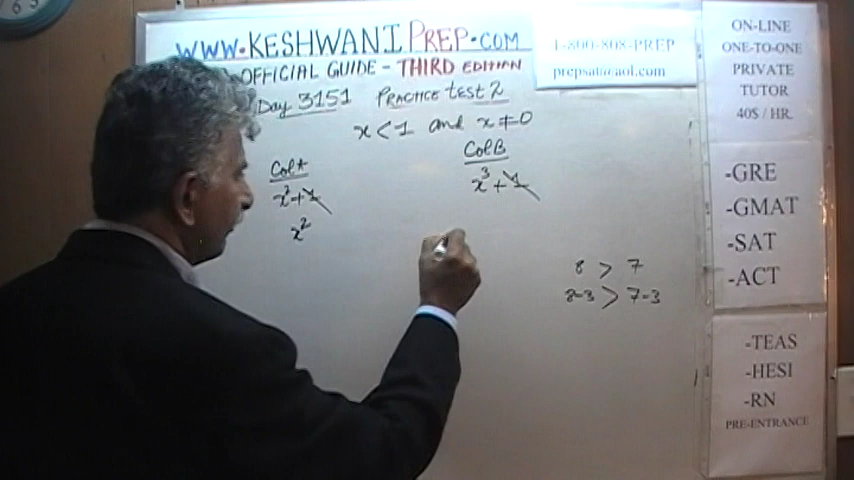 WWW.KESHWANI PREP.COM
OFFICIAL GUIDE - THIRD EDITION
Day 3151 PRACTICE TEST 2
x < 1 and x ≠ 0
Col A
x² + 1
x²
Col B
x³ + 1
8 > 7
8-3 > 7-3
1-800-808-PREP
prepsat@aol.com
ON-LINE
ONE-TO-ONE
PRIVATE
TUTOR
40$ / HR.
-GRE
-GMAT
-SAT
-ACT
-TEAS
-HESI
-RN
PRE-ENTRANCE